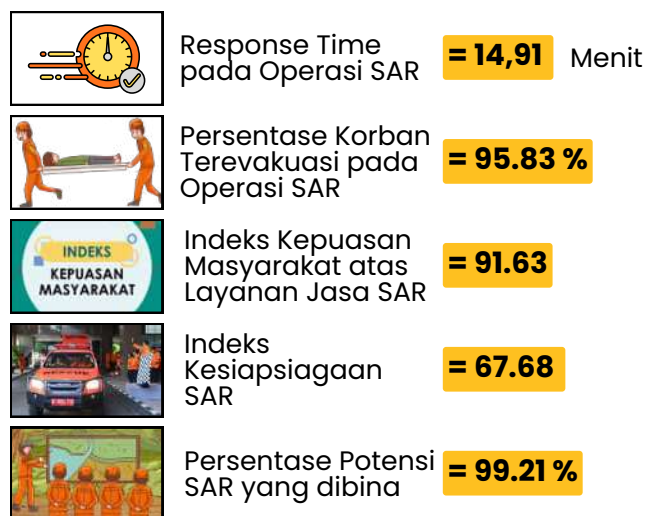 Response Time
pada Operasi SAR
= 14,91 Menit
Persentase Korban
Terevakuasi pada
Operasi SAR
= 95.83 %
INDEKS
KEPUASAN
MASYARAKAT
Indeks Kepuasan
Masyarakat atas
Layanan Jasa SAR
= 91.63
Indeks
Kesiapsiagaan
SAR
= 67.68
Persentase Potensi
SAR yang dibina
= 99.21 %